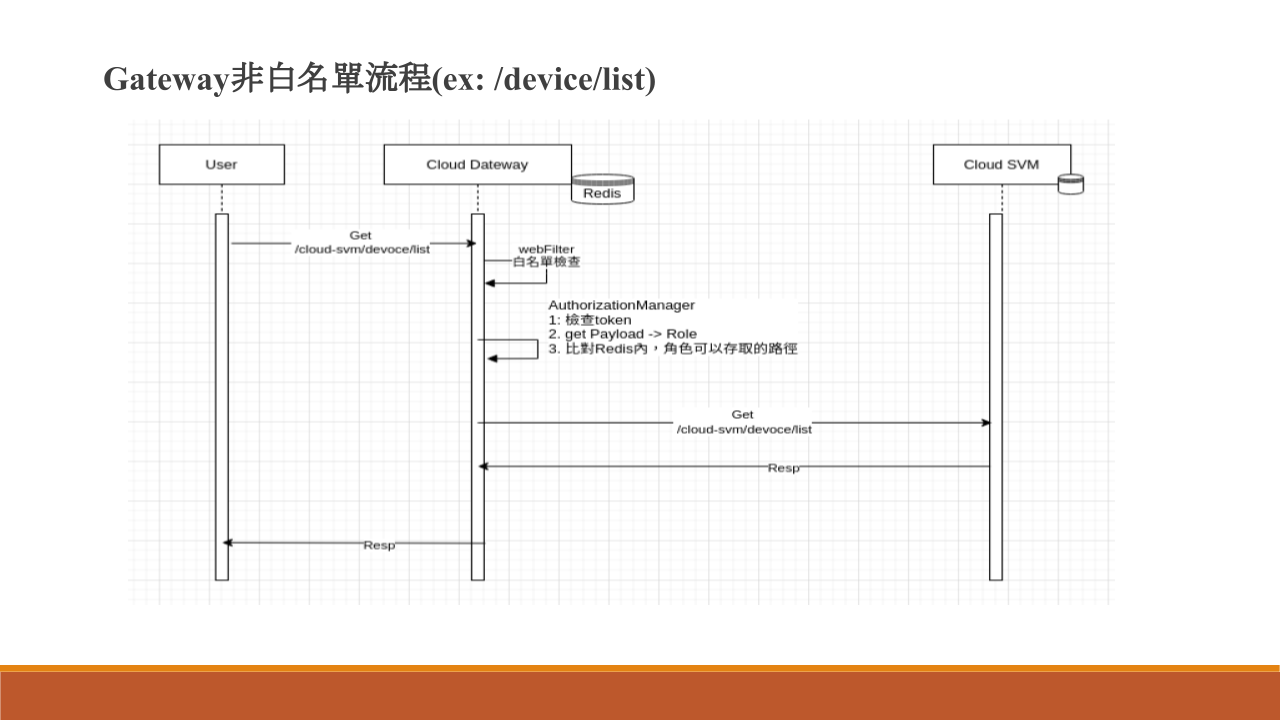 Gateway非白名單流程(ex: /device/list)
User
Cloud Dateway
Redis
Cloud SVM
Get
/cloud-svm/devoce/list
webFilter
白名單檢查
AuthorizationManager
1: 檢查token
2. get Payload -> Role
3. 比對Redis內，角色可以存取的路徑
Get
/cloud-svm/devoce/list
Resp
Resp